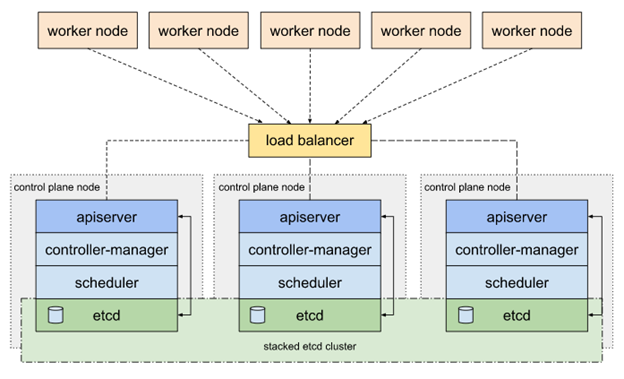 worker node
worker node
worker node
worker node
worker node
load balancer
control plane node
control plane node
control plane node
apiserver
apiserver
apiserver
controller-manager
controller-manager
controller-manager
scheduler
scheduler
scheduler
etcd
etcd
etcd
stacked etcd cluster